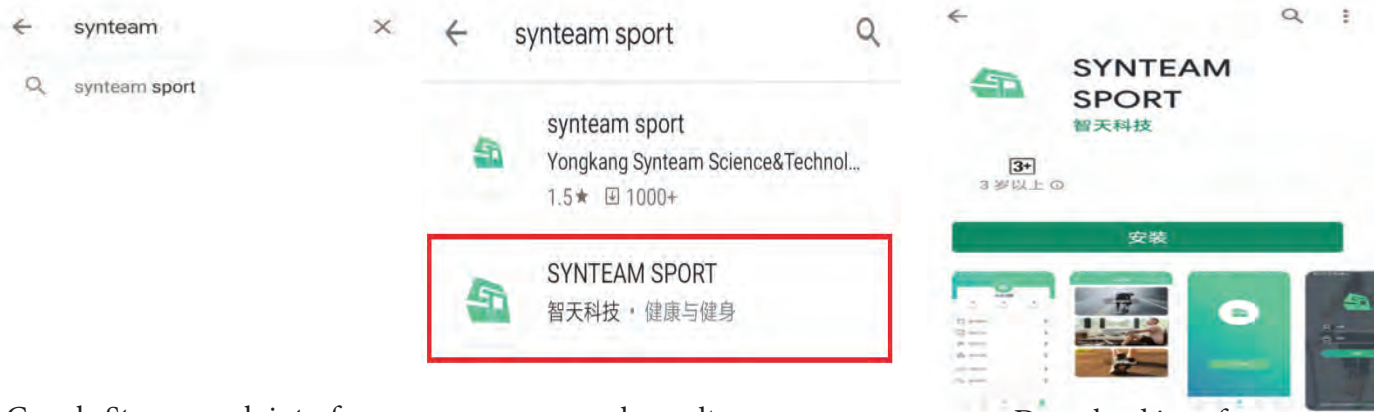 synteam
synteam sport
synteam sport
synteam sport
Yongkang Synteam Science&Technol...
1.5★ 1000+
SYNTEAM SPORT
智天科技 · 健康与健身
SYNTEAM
SPORT
智天科技
3+
3 岁以上
安装